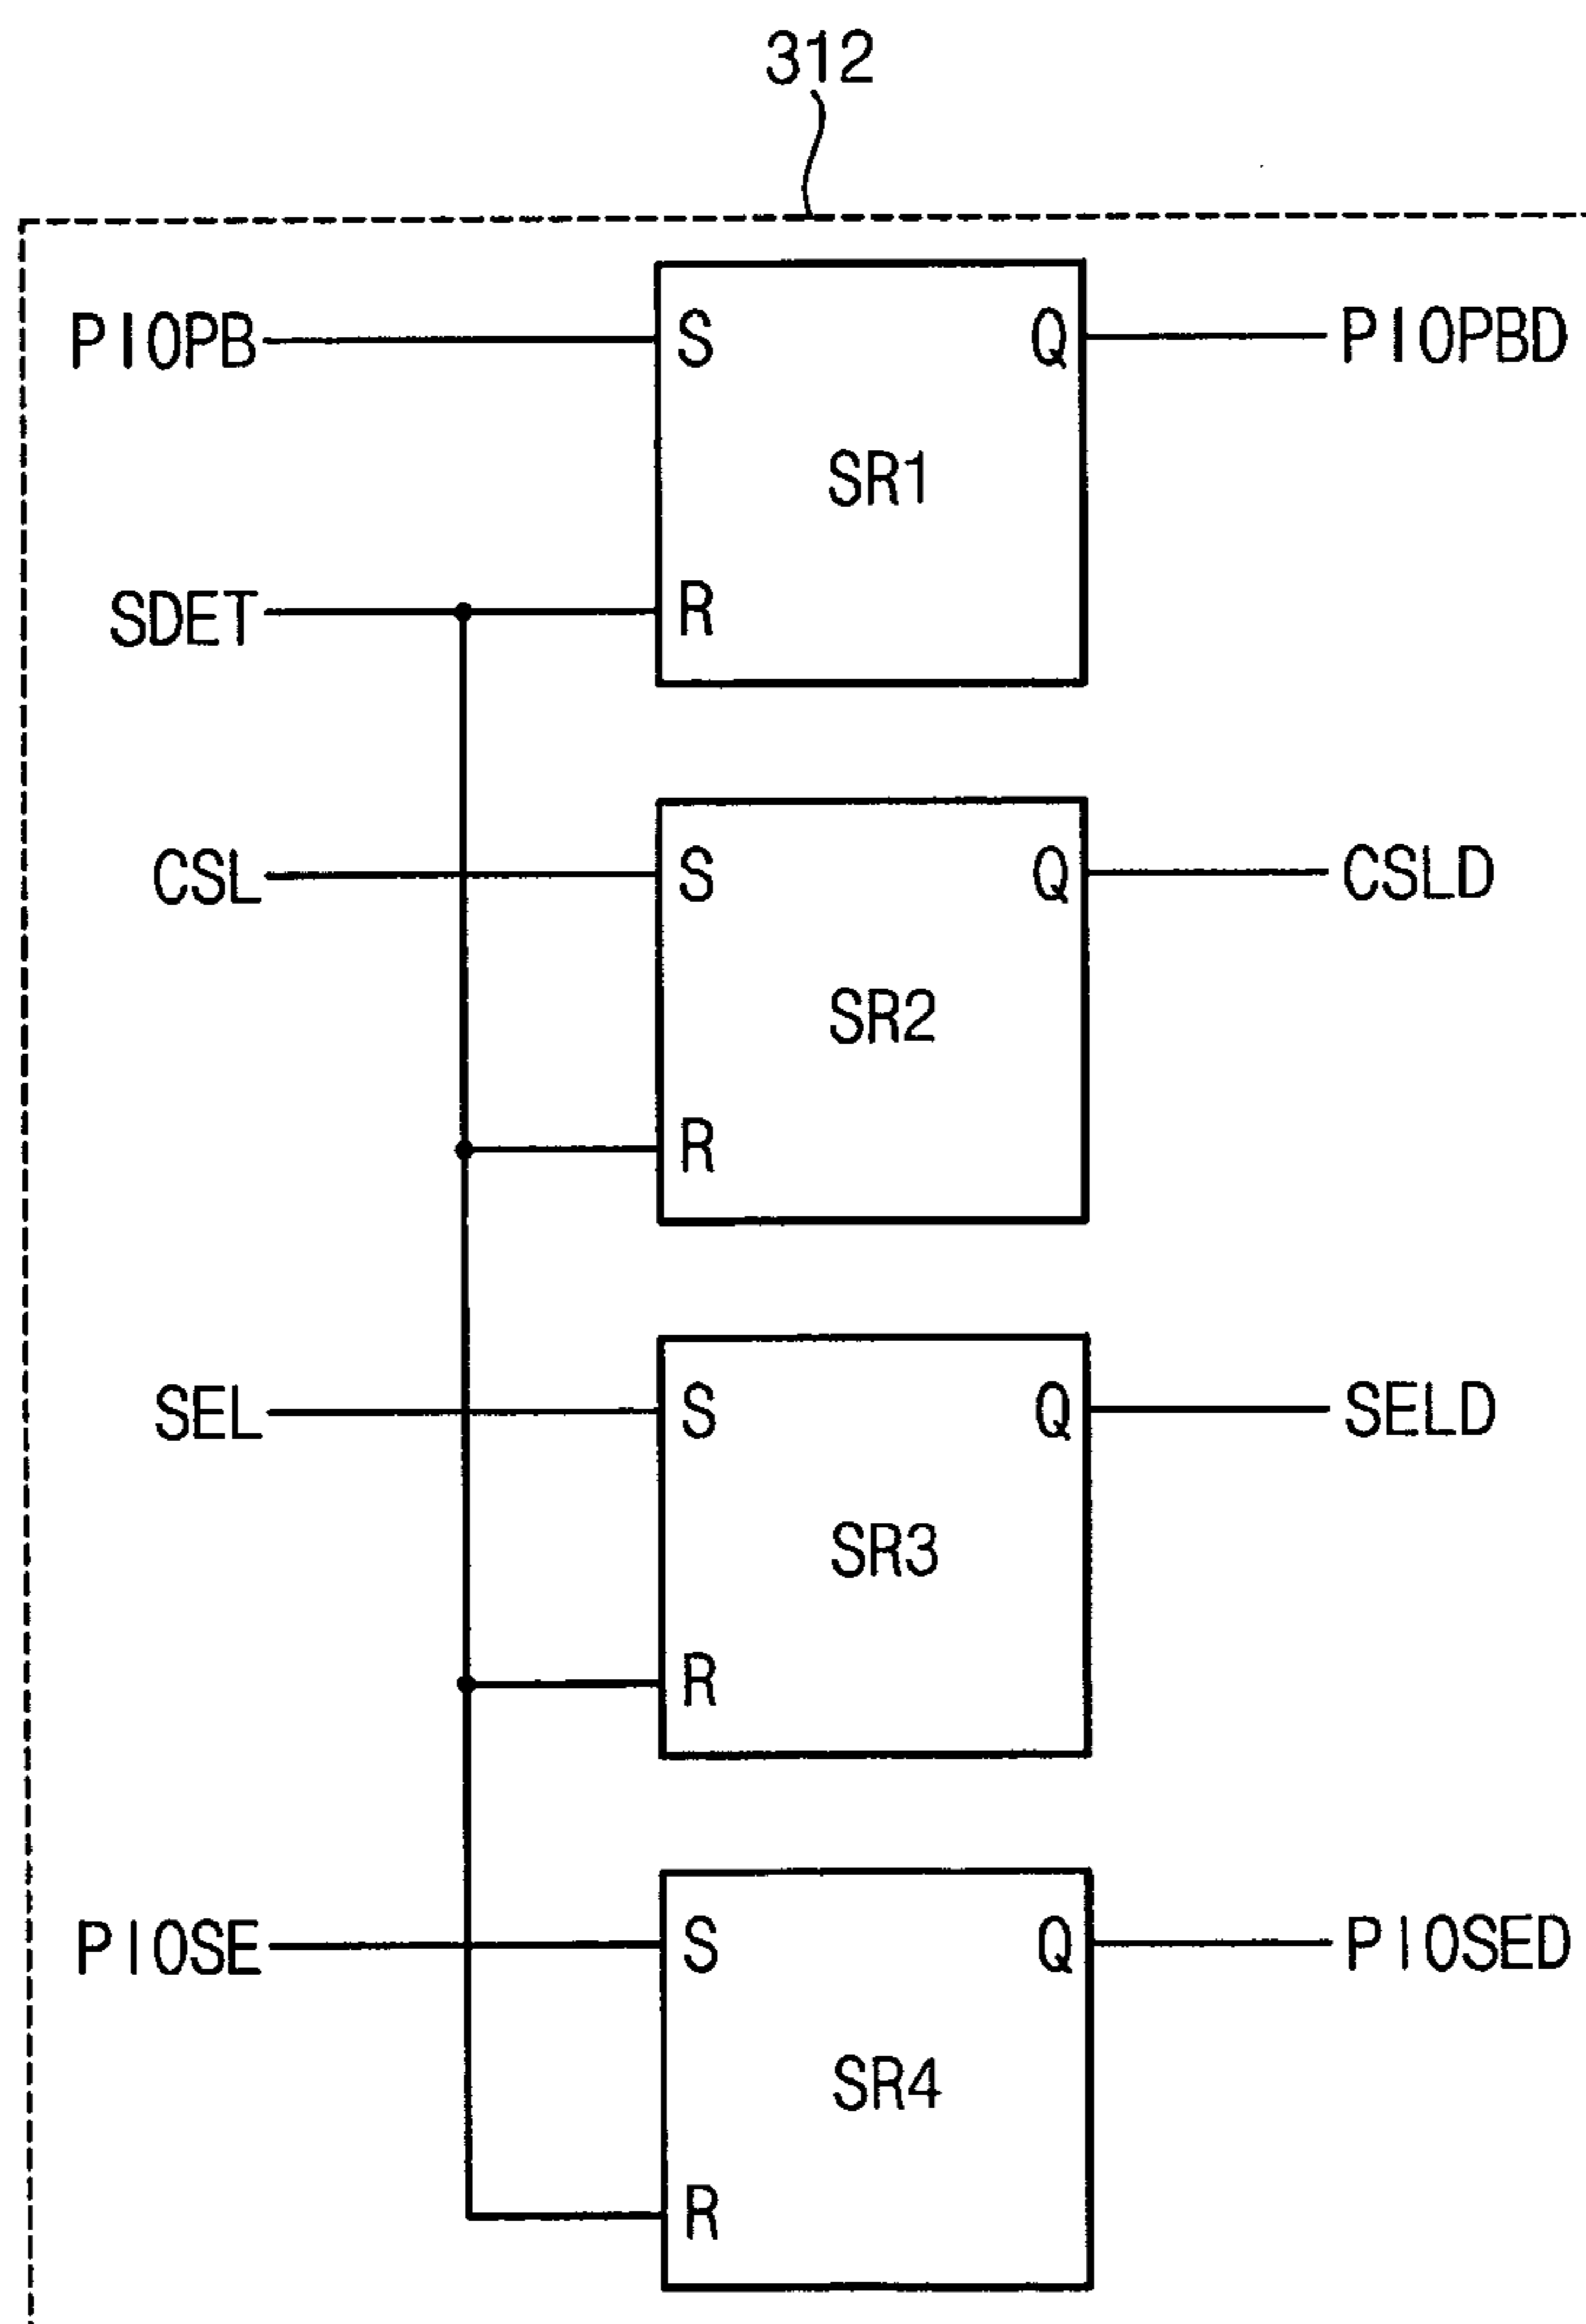 312
PIOPB S Q PIOPBD
SR1
SDET R
CSL S Q CSLD
SR2
R
SEL S Q SELD
SR3
R
PIOSE S Q PIOSED
SR4
R